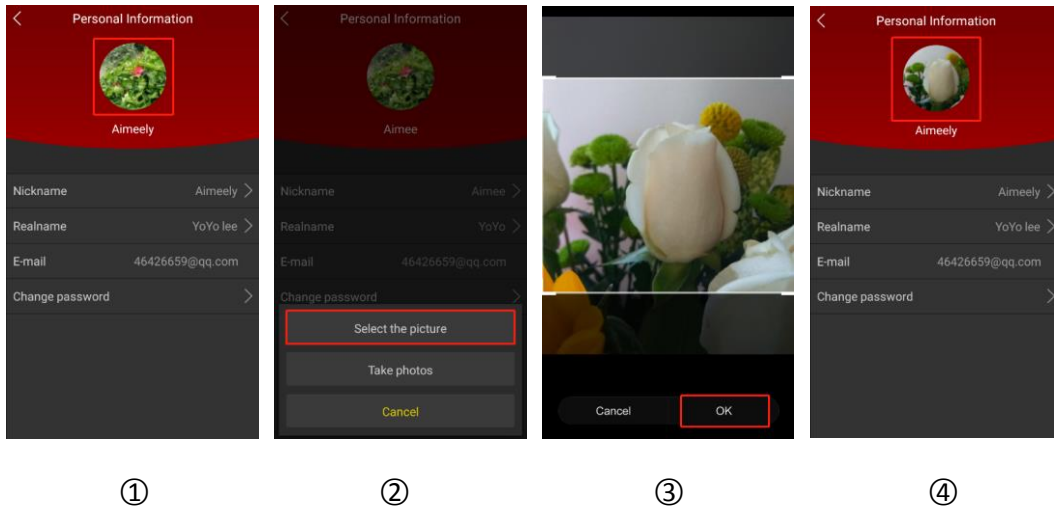 Personal Information
Aimeely
Nickname Aimeely
Realname YoYo lee
E-mail 46426659@qq.com
Change password
Personal Information
Aimee
Nickname Aimee
Realname YoYo
E-mail 46426659@qq.com
Change password
Select the picture
Take photos
Cancel
Cancel OK
Personal Information
Aimeely
Nickname Aimeely
Realname YoYo lee
E-mail 46426659@qq.com
Change password
① ② ③ ④